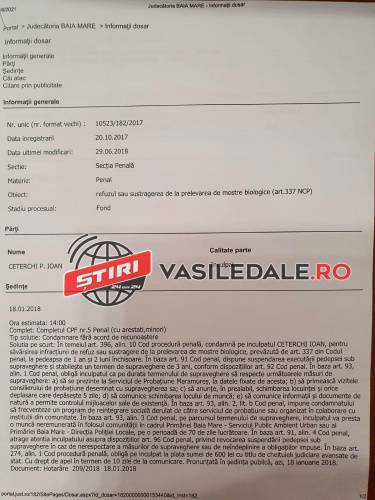 /6/2021
Judecătoria BAIA MARE - Informaţii dosar
Portal > Judecătoria BAIA MARE > Informaţii dosar
Informaţii dosar
Informaţii generale
Părţi
Şedinţe
Căi atac
Citare prin publicitate
Informaţii generale
Nr. unic (nr. format vechi) : 10523/182/2017
Data inregistrarii 20.10.2017
Data ultimei modificari: 29.06.2018
Sectie: Secţia Penală
Materie: Penal
Obiect: refuzul sau sustragerea de la prelevarea de mostre biologice (art.337 NCP)
Stadiu procesual: Fond
Părţi
Nume Calitate parte
CETERCHI P. IOAN
Şedinţe
ŞTIRI
24 din 24
VASILEDALE.RO
18.01.2018
Ora estimata: 14:00
Complet: Completul CPF nr.5 Penal (cu arestati,minori)
Tip solutie: Condamnare fără acord de recunoastere
Solutia pe scurt: În temeiul art. 396, alin. 10 Cod procedură penală, condamnă pe inculpatul CETERCHI IOAN, pentru
săvârsirea infracţiunii de refuz sau sustragere de la prelevarea de mostre biologice, prevăzută de art. 337 din Codul
penal, la pedepsa de 1 an şi 2 luni închisoare. În baza art. 91 Cod penal, dispune suspendarea executării pedepsei sub
supraveghere şi stabileste un termen de supraveghere de 3 ani, conform dispoziţiilor art. 92 Cod penal. În baza art. 93,
alin. 1 Cod penal, obligă inculpatul ca pe durata termenului de supraveghere să respecte următoarele măsuri de
supraveghere: a) să se prezinte la Serviciul de Probaţiune Maramureş, la datele fixate de acesta; b) să primească vizitele
consilierului de probaţiune desemnat cu supravegherea sa; c) să anunţe, în prealabil, schimbarea locuinţei şi orice
deplasare care depăşeşte 5 zile; d) să comunice schimbarea locului de muncă; e) să comunice informaţii şi documente de
natură a permite controlul mijloacelor sale de existenţă. În baza art. 93, alin. 2, lit. b Cod penal, impune condamnatului
să frecventeze un program de reintegrare socială derulat de către serviciul de probaţiune sau organizat în colaborare cu
instituţii din comunitate. În baza art. 93, alin. 3 Cod penal, pe parcursul termenului de supraveghere, inculpatul va presta
o muncă neremunerată în folosul comunităţii în cadrul Primăriei Baia Mare - Serviciul Public Ambient Urban sau al
Primăriei Baia Mare - Direcţia Poliţiei Locale, pe o perioadă de 70 de zile lucrătoare. În baza art. 91, alin. 4 Cod penal,
atrage atenţia inculpatului asupra dispoziţiilor art. 96 Cod penal, privind revocarea suspendării pedepsei sub
supraveghere în caz de nerespectare a măsurilor de supraveghere sau de neîndeplinire a obligaţiilor impuse. În baza art.
274, alin. 1 Cod procedură penală, obligă pe inculpat la plata sumei de 600 lei cu titlu de cheltuieli judiciare avansate de
stat. Cu drept de apel în termen de 10 zile de la comunicare. Pronunţată în şedinţa publică, azi, 18 ianuarie 2018.
Document: Hotarâre 209/2018 18.01.2018
1/2